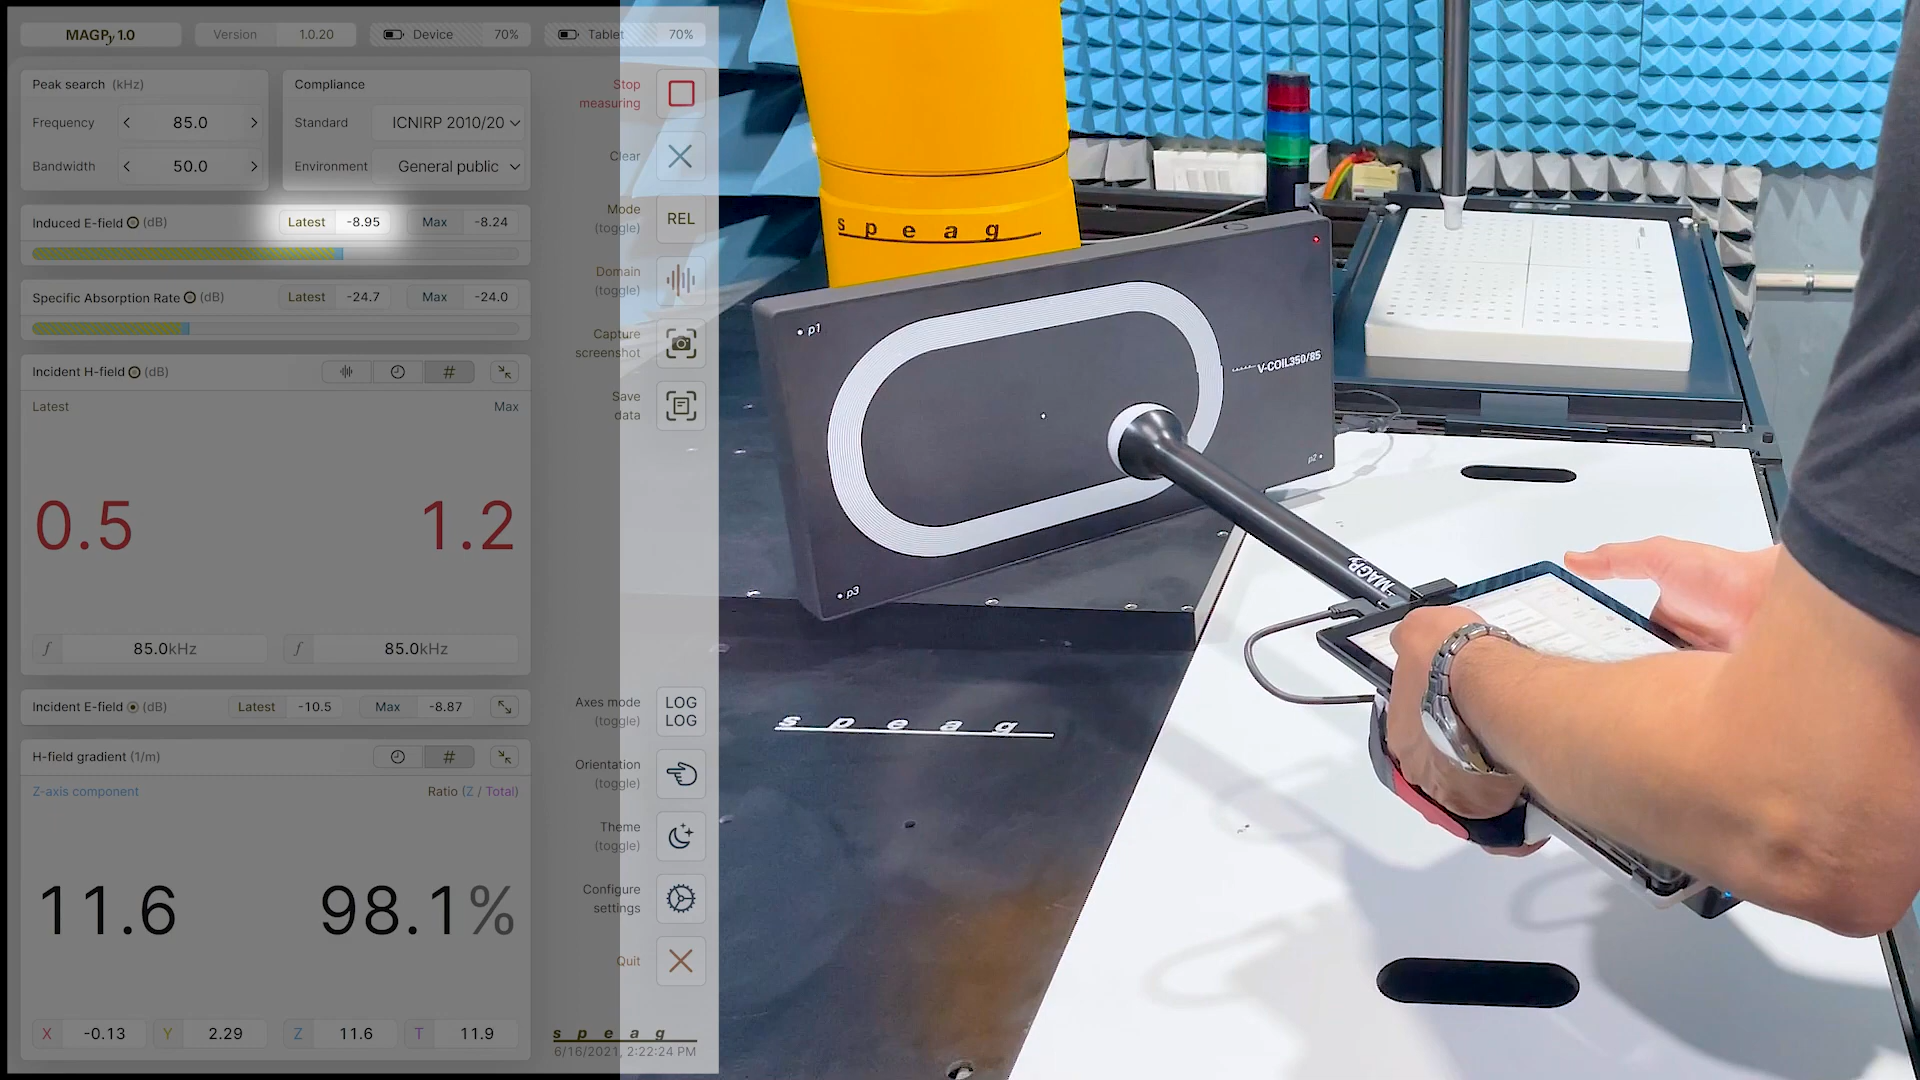 MAGPy 1.0 Version 1.0.20 Device 70% Tablet 70%
Peak search (kHz)
Frequency < 85.0 >
Bandwidth < 50.0 >
Compliance
Standard ICNIRP 2010/20
Environment General public
Induced E-field (dB) Latest -8.95 Max -8.24
Specific Absorption Rate (dB) Latest -24.7 Max -24.0
Incident H-field (dB) #
Latest Max
0.5 1.2
f 85.0kHz f 85.0kHz
Incident E-field (dB) Latest -10.5 Max -8.87
H-field gradient (1/m) #
Z-axis component Ratio (Z / Total)
11.6 98.1%
X -0.13 Y 2.29 Z 11.6 T 11.9
Stop
measuring
Clear
Mode
(toggle)
REL
Domain
(toggle)
Capture
screenshot
Save
data
Axes mode
(toggle)
LOG
LOG
Orientation
(toggle)
Theme
(toggle)
Configure
settings
Quit
speag
6/16/2021, 2:22:24 PM
speag
p1
V-COIL350/85
p2
p3
MAGPy
speag